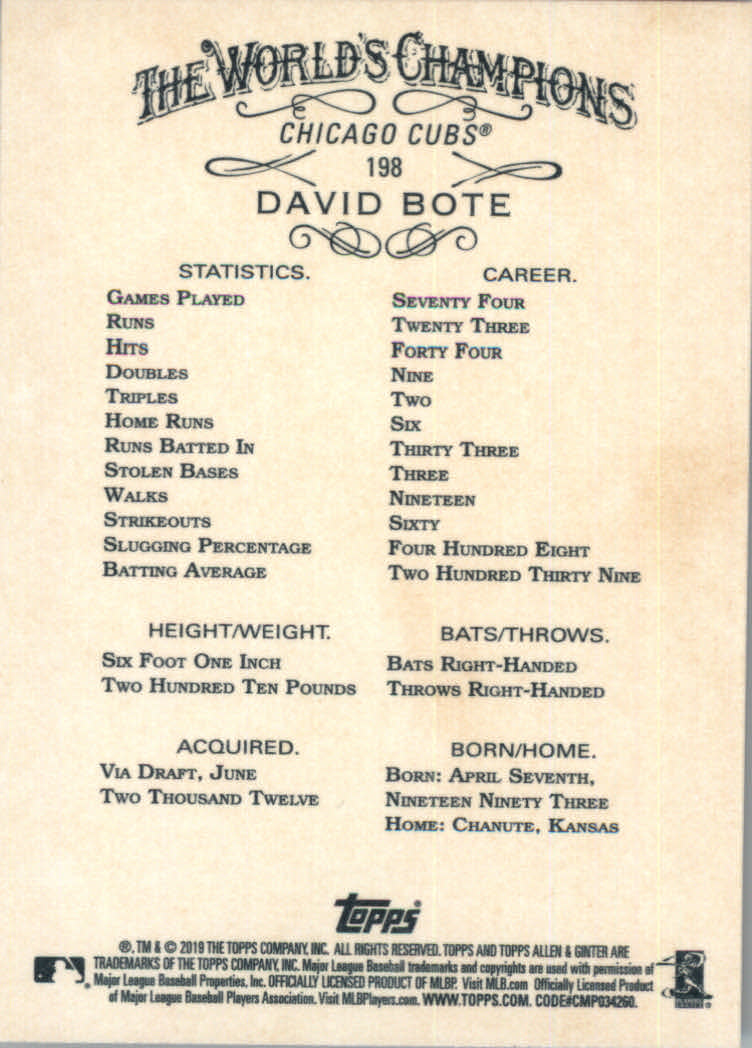 THE WORLD'S CHAMPIONS
CHICAGO CUBS®
198
DAVID BOTE
STATISTICS. CAREER.
GAMES PLAYED SEVENTY FOUR
RUNS TWENTY THREE
HITS FORTY FOUR
DOUBLES NINE
TRIPLES TWO
HOME RUNS SIX
RUNS BATTED IN THIRTY THREE
STOLEN BASES THREE
WALKS NINETEEN
STRIKEOUTS SIXTY
SLUGGING PERCENTAGE FOUR HUNDRED EIGHT
BATTING AVERAGE TWO HUNDRED THIRTY NINE
HEIGHT/WEIGHT.
SIX FOOT ONE INCH
TWO HUNDRED TEN POUNDS
BATS/THROWS.
BATS RIGHT-HANDED
THROWS RIGHT-HANDED
ACQUIRED.
VIA DRAFT, JUNE
TWO THOUSAND TWELVE
BORN/HOME.
BORN: APRIL SEVENTH,
NINETEEN NINETY THREE
HOME: CHANUTE, KANSAS
topps®
®, TM & © 2019 THE TOPPS COMPANY, INC. ALL RIGHTS RESERVED. TOPPS AND TOPPS ALLEN & GINTER ARE
TRADEMARKS OF THE TOPPS COMPANY, INC. Major League Baseball trademarks and copyrights are used with permission of
Major League Baseball Properties, Inc. OFFICIALLY LICENSED PRODUCT OF MLBP. Visit MLB.com Officially Licensed Product
of Major League Baseball Players Association. Visit MLBPlayers.com. WWW.TOPPS.COM. CODE#CMP034260.